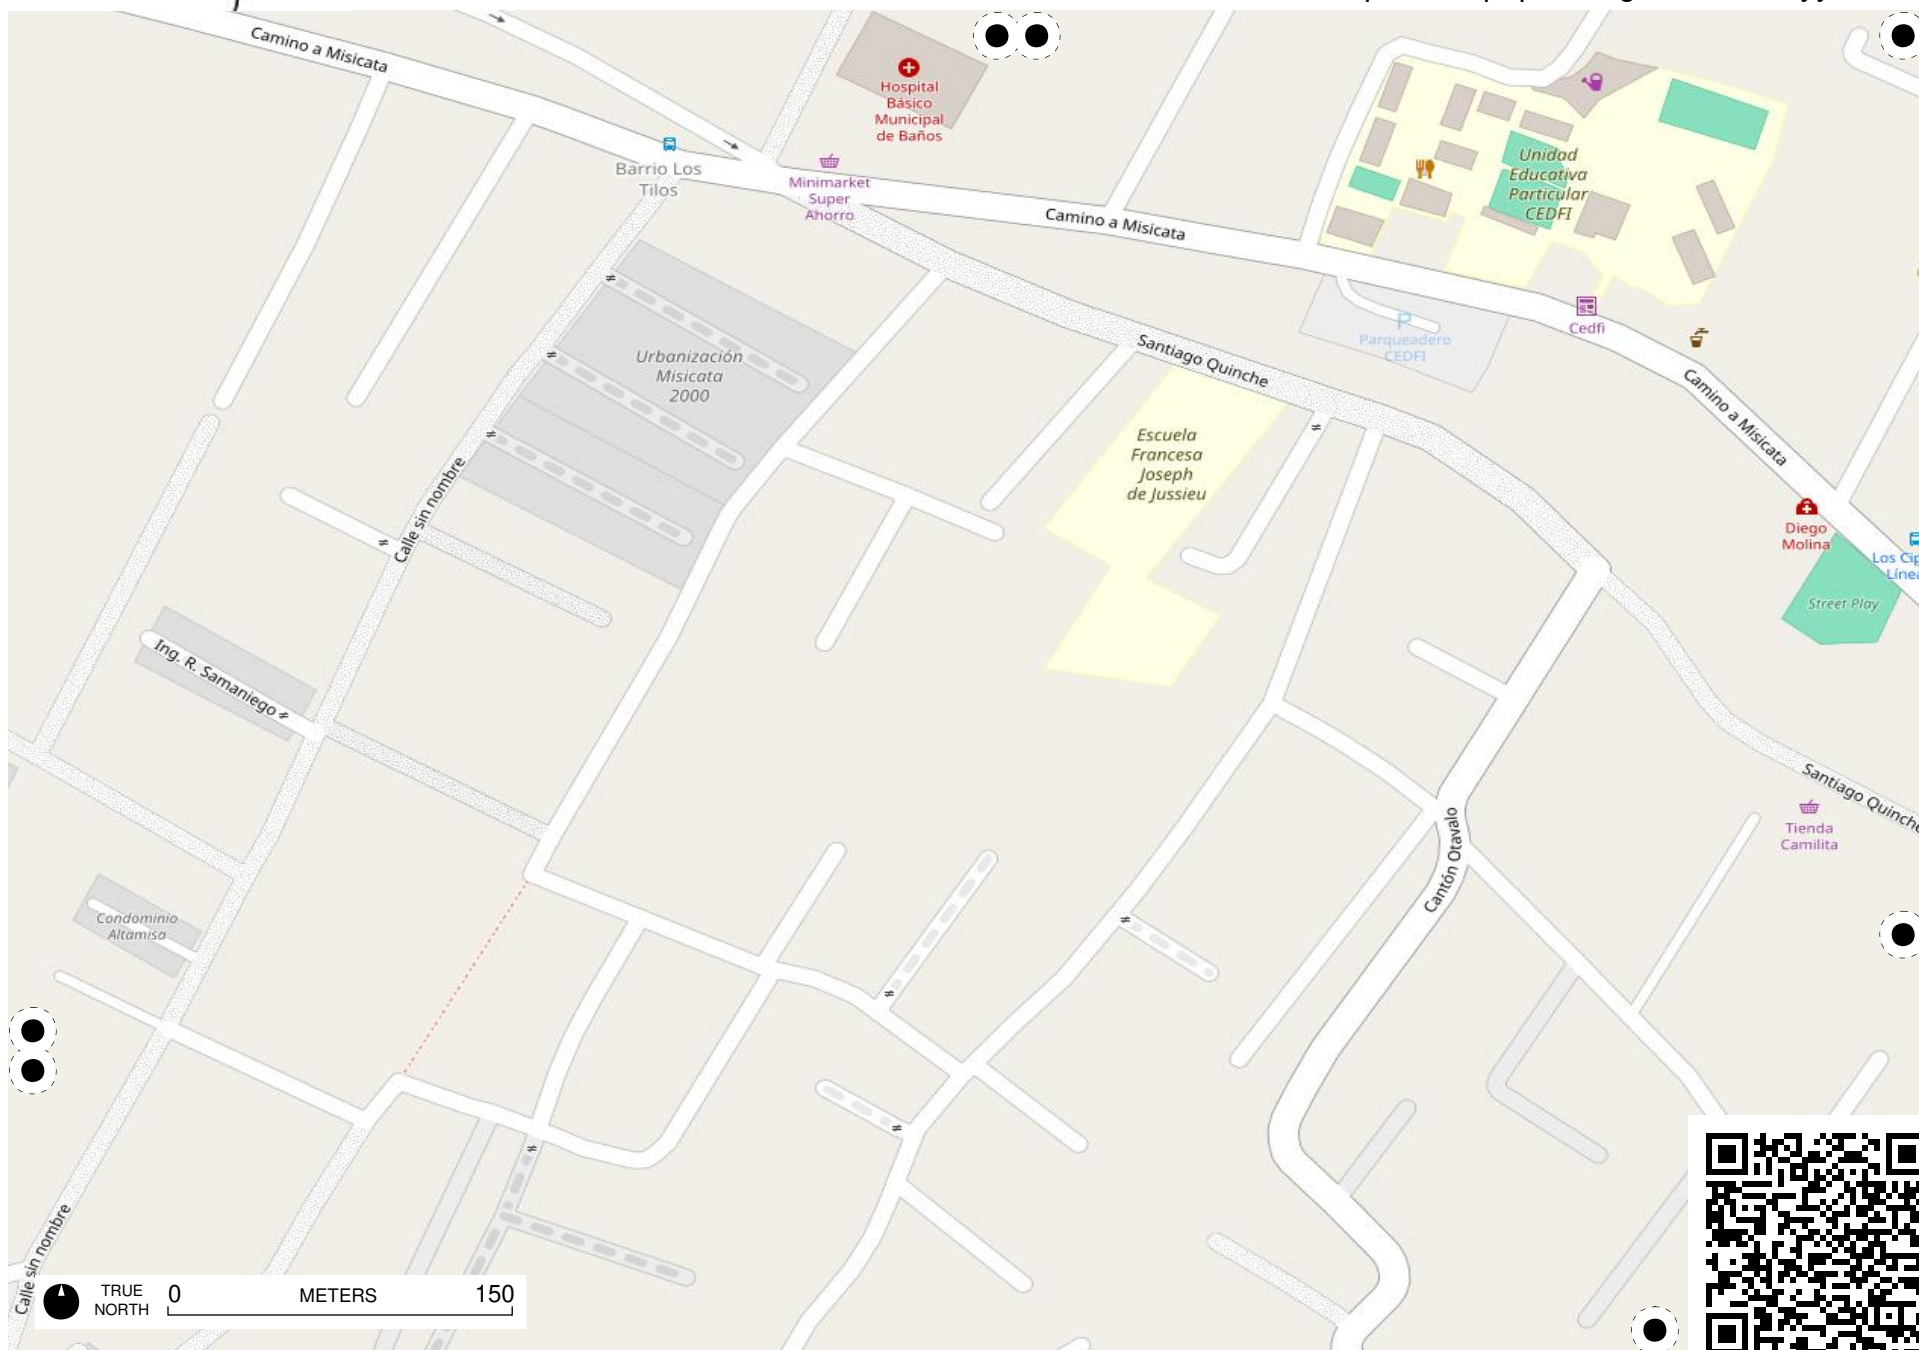 Camino a Misicata
Hospital
Básico
Municipal
de Baños
Barrio Los
Tilos
Minimarket
Super
Ahorro
Camino a Misicata
Unidad
Educativa
Particular
CEDFI
Urbanización
Misicata
2000
Santiago Quinche
P
Parqueadero
CEDFI
Cedfi
Camino a Misicata
Escuela
Francesa
Joseph
de Jussieu
Calle sin nombre
Diego
Molina
Street Play
Ing. R. Samaniego
Santiago Quinche
Tienda
Camilita
Cantón Otavalo
Condominio
Altamisa
Calle sin nombre
TRUE
NORTH
0 METERS 150